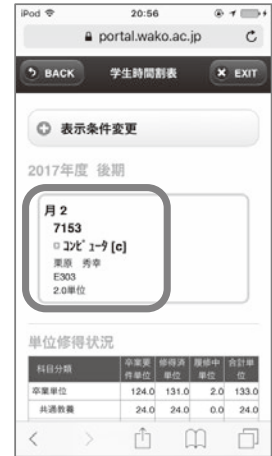 iPod 20:56
portal.wako.ac.jp
BACK 学生時間割表 EXIT
表示条件変更
2017年度 後期
月 2
7153
ｺﾝﾋﾟｭｰﾀ [c]
栗原 秀幸
E303
2.0単位
単位修得状況
科目分類 卒業要件単位 修得済単位 履修中単位 合計単位
卒業単位 124.0 131.0 2.0 133.0
共通教養 24.0 24.0 0.0 24.0